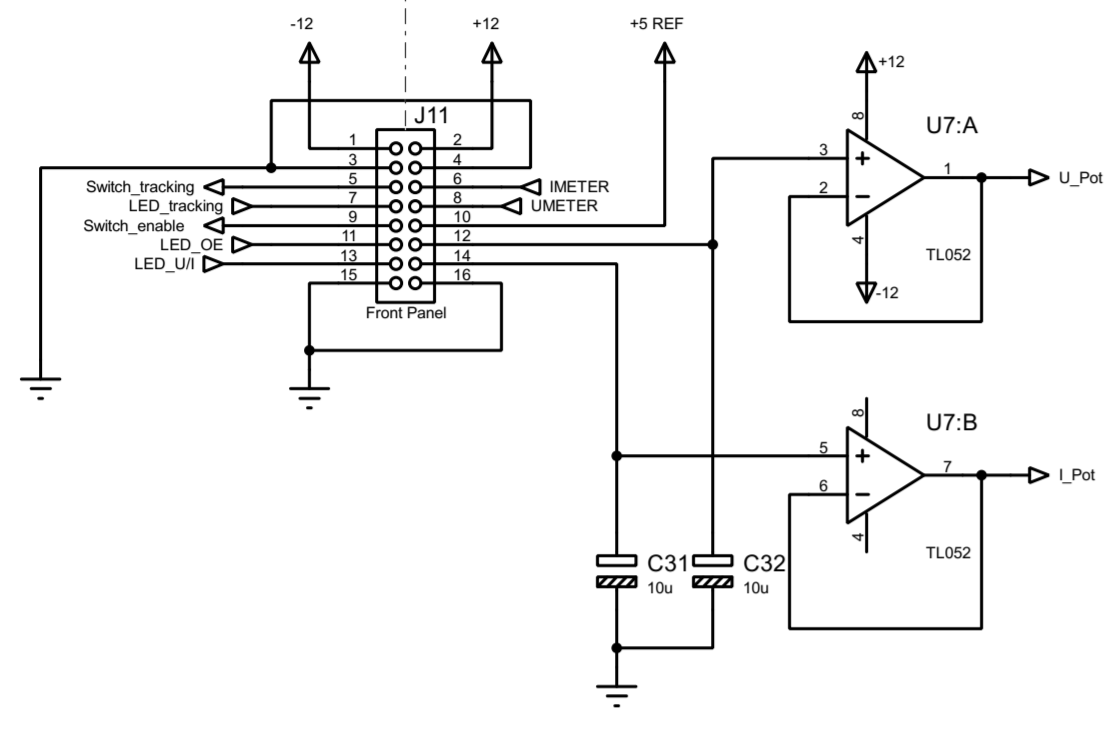 -12
+12
+5 REF
J11
1
2
3
4
Switch_tracking
5
6
IMETER
LED_tracking
7
8
UMETER
Switch_enable
9
10
LED_OE
11
12
LED_U/I
13
14
15
16
Front Panel
+12
8
U7:A
3
+
1
U_Pot
2
−
4
TL052
-12
8
U7:B
5
+
7
I_Pot
6
−
4
TL052
C31
10u
C32
10u